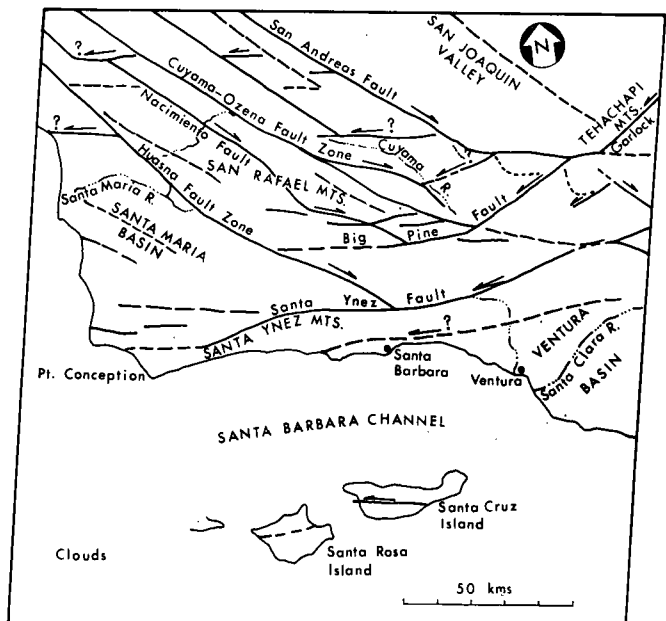 N
SAN JOAQUIN
VALLEY
San Andreas Fault
?
Cuyama-Ozena Fault Zone
TEHACHAPI
MTS.
Garlock
Nacimiento Fault
?
?
Cuyama
R.
SAN RAFAEL MTS.
Huasna Fault Zone
Santa Maria R.
SANTA MARIA
BASIN
Big Pine Fault
Santa Ynez Fault
SANTA YNEZ MTS.
?
VENTURA
BASIN
Santa Clara R.
Pt. Conception
Santa
Barbara
Ventura
SANTA BARBARA CHANNEL
Santa Cruz
Island
Clouds
Santa Rosa
Island
50 kms